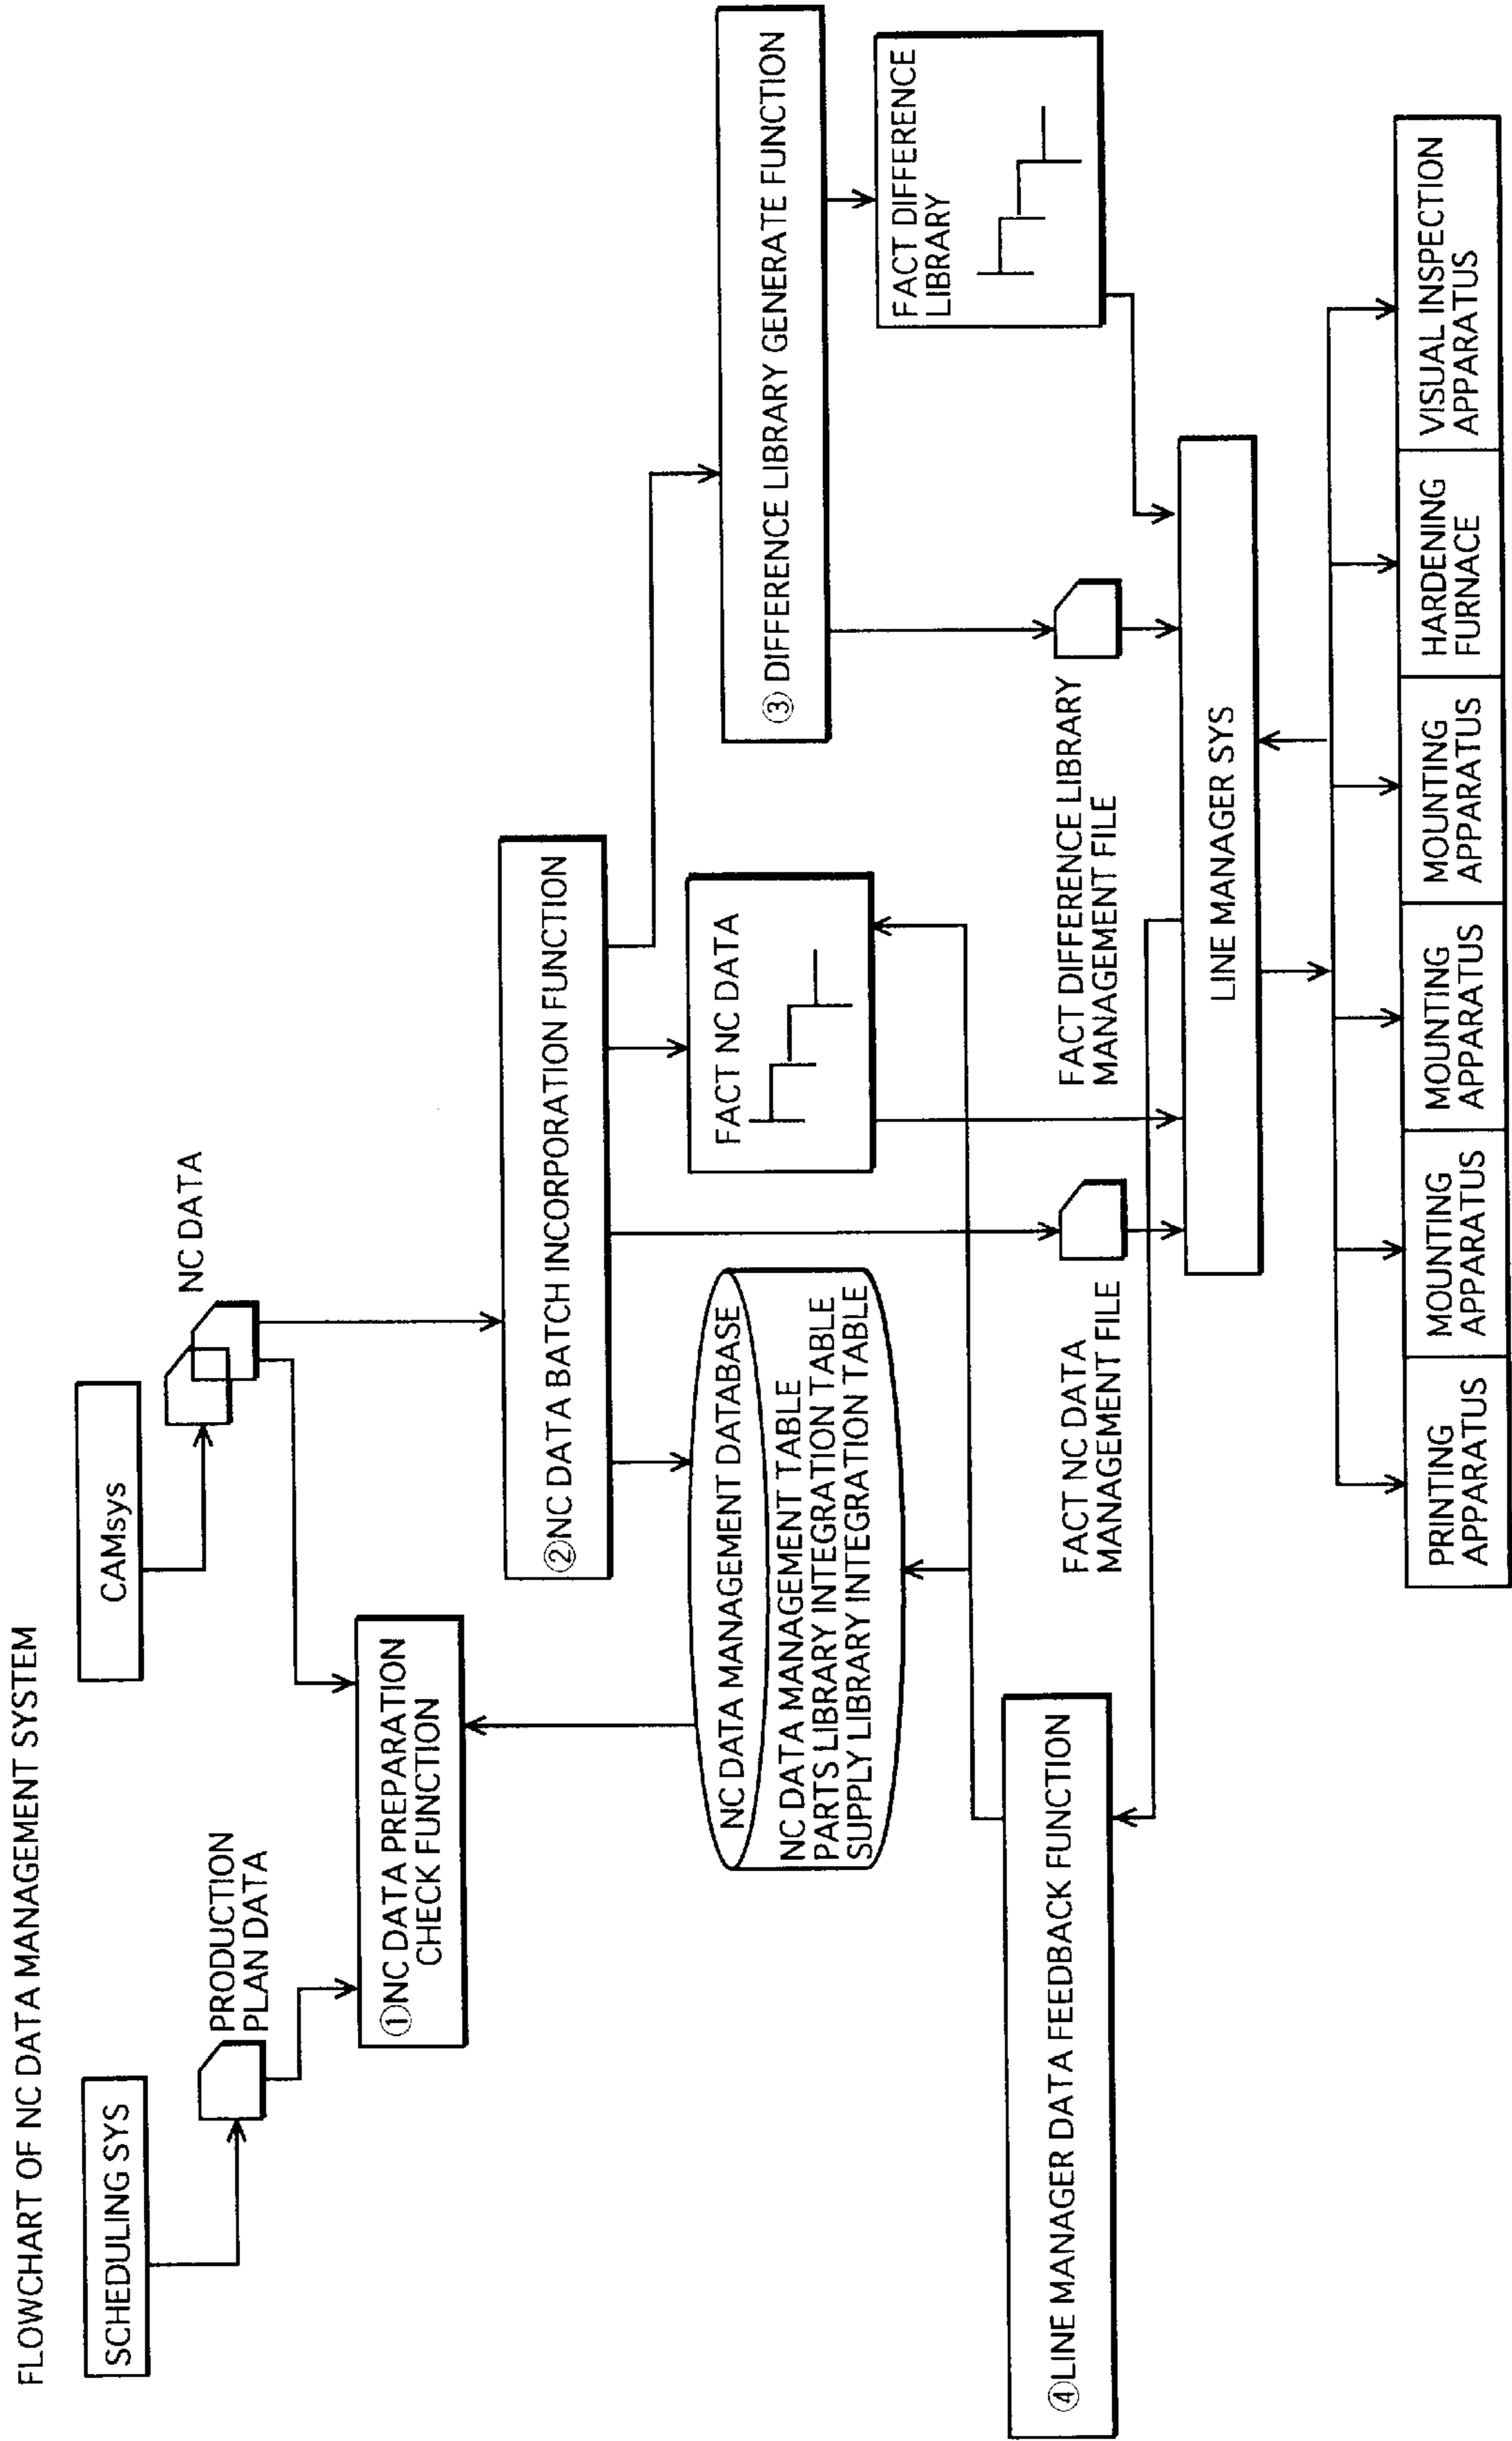 FLOWCHART OF NC DATA MANAGEMENT SYSTEM
SCHEDULING SYS
CAMsys
PRODUCTION
PLAN DATA
NC DATA
①NC DATA PREPARATION
CHECK FUNCTION
②NC DATA BATCH INCORPORATION FUNCTION
NC DATA MANAGEMENT DATABASE
NC DATA MANAGEMENT TABLE
PARTS LIBRARY INTEGRATION TABLE
SUPPLY LIBRARY INTEGRATION TABLE
FACT NC DATA
③ DIFFERENCE LIBRARY GENERATE FUNCTION
FACT DIFFERENCE
LIBRARY
④LINE MANAGER DATA FEEDBACK FUNCTION
FACT NC DATA
MANAGEMENT FILE
FACT DIFFERENCE LIBRARY
MANAGEMENT FILE
LINE MANAGER SYS
PRINTING
APPARATUS
MOUNTING
APPARATUS
MOUNTING
APPARATUS
MOUNTING
APPARATUS
HARDENING
FURNACE
VISUAL INSPECTION
APPARATUS